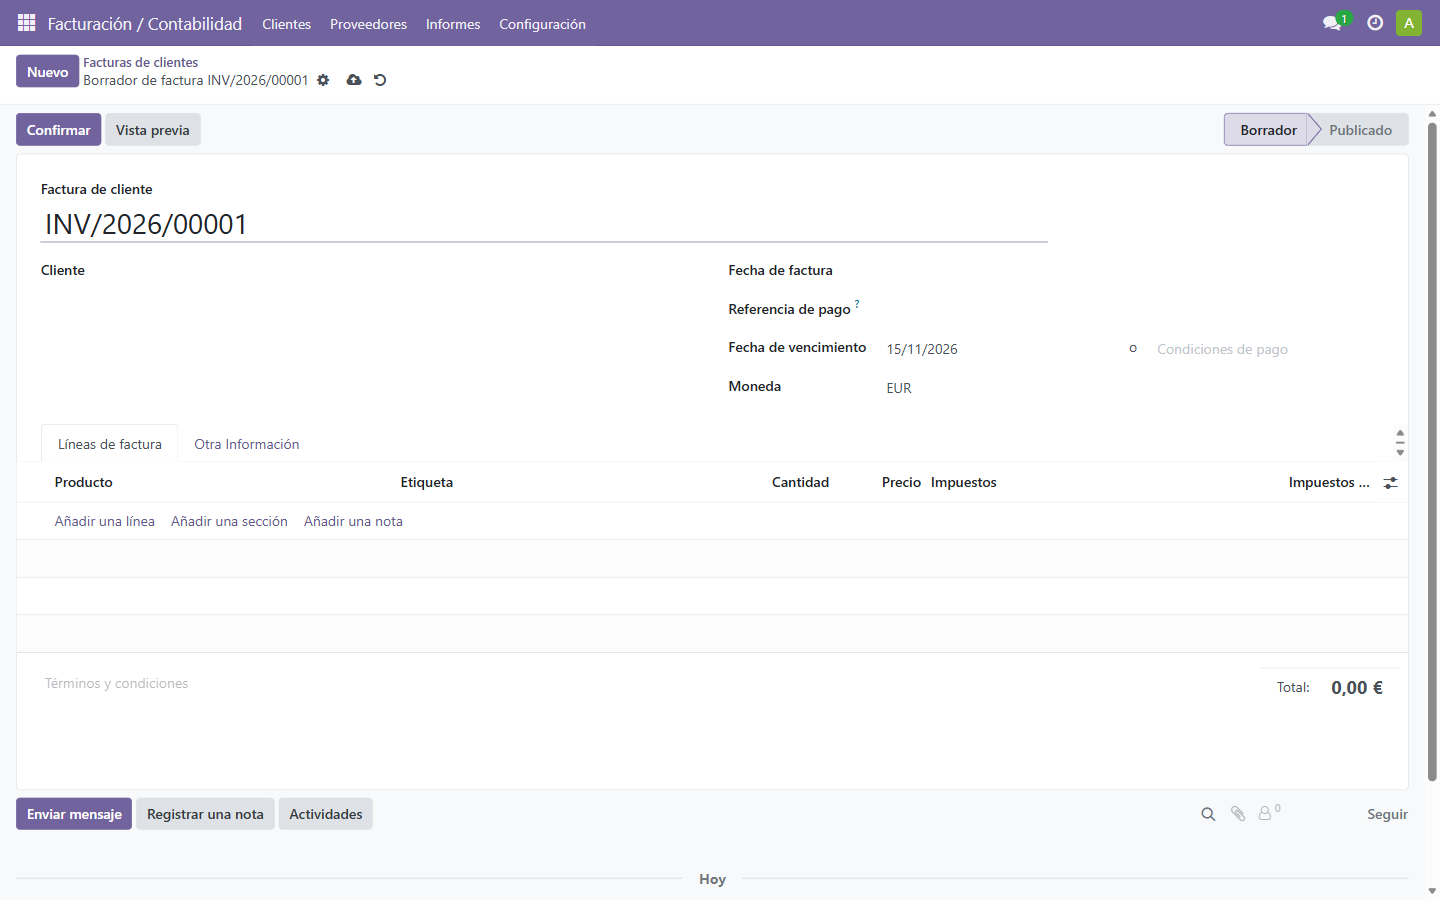 Facturación / Contabilidad Clientes Proveedores Informes Configuración 1 A
Nuevo
Facturas de clientes
Borrador de factura INV/2026/00001
Confirmar Vista previa Borrador Publicado
Factura de cliente
INV/2026/00001
Cliente Fecha de factura
Referencia de pago ?
Fecha de vencimiento 15/11/2026 o Condiciones de pago
Moneda EUR
Líneas de factura Otra Información
Producto Etiqueta Cantidad Precio Impuestos Impuestos ...
Añadir una línea Añadir una sección Añadir una nota
Términos y condiciones Total: 0,00 €
Enviar mensaje Registrar una nota Actividades 0 Seguir
Hoy